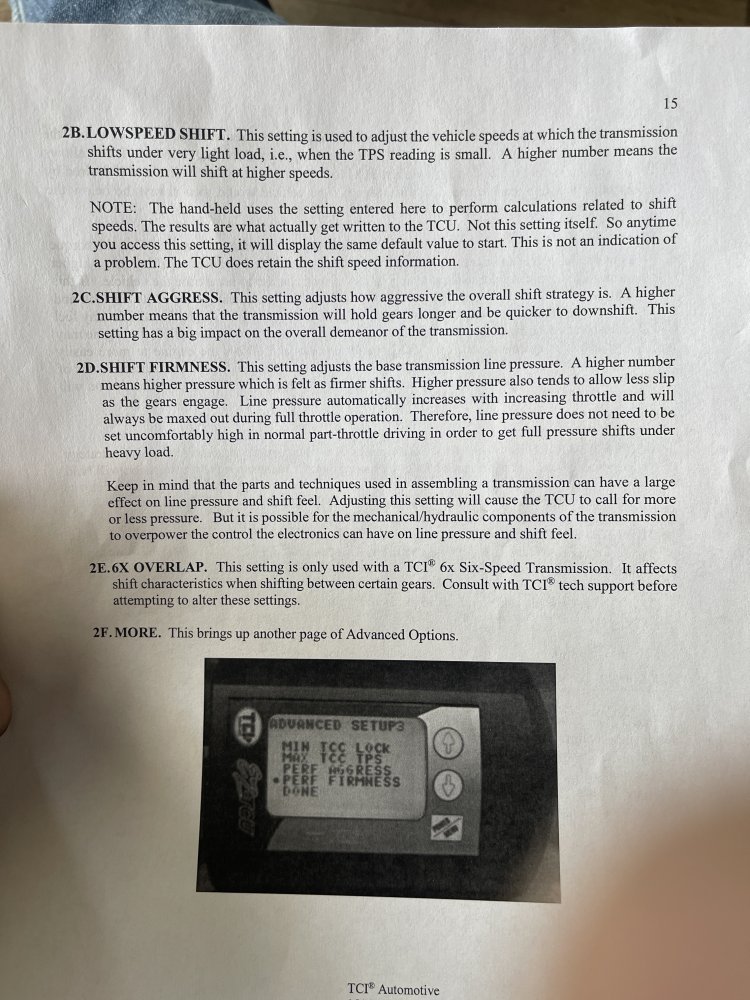 15
2B.LOWSPEED SHIFT. This setting is used to adjust the vehicle speeds at which the transmission
shifts under very light load, i.e., when the TPS reading is small. A higher number means the
transmission will shift at higher speeds.
NOTE: The hand-held uses the setting entered here to perform calculations related to shift
speeds. The results are what actually get written to the TCU. Not this setting itself. So anytime
you access this setting, it will display the same default value to start. This is not an indication of
a problem. The TCU does retain the shift speed information.
2C.SHIFT AGGRESS. This setting adjusts how aggressive the overall shift strategy is. A higher
number means that the transmission will hold gears longer and be quicker to downshift. This
setting has a big impact on the overall demeanor of the transmission.
2D.SHIFT FIRMNESS. This setting adjusts the base transmission line pressure. A higher number
means higher pressure which is felt as firmer shifts. Higher pressure also tends to allow less slip
as the gears engage. Line pressure automatically increases with increasing throttle and will
always be maxed out during full throttle operation. Therefore, line pressure does not need to be
set uncomfortably high in normal part-throttle driving in order to get full pressure shifts under
heavy load.
Keep in mind that the parts and techniques used in assembling a transmission can have a large
effect on line pressure and shift feel. Adjusting this setting will cause the TCU to call for more
or less pressure. But it is possible for the mechanical/hydraulic components of the transmission
to overpower the control the electronics can have on line pressure and shift feel.
2E.6X OVERLAP. This setting is only used with a TCI® 6x Six-Speed Transmission. It affects
shift characteristics when shifting between certain gears. Consult with TCI® tech support before
attempting to alter these settings.
2F. MORE. This brings up another page of Advanced Options.
TCI
ADVANCED SETUP3
MIN TCC LOCK
MAX TCC TPS
PERF AGGRESS
•PERF FIRMNESS
DONE
TCI® Automotive